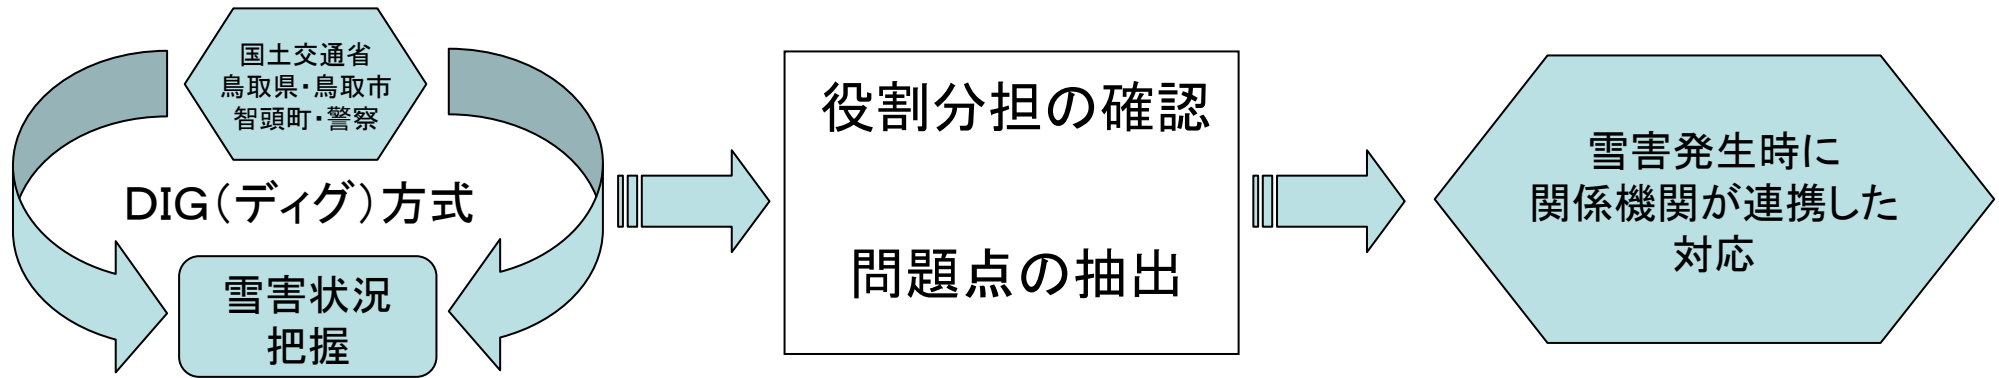 国土交通省
鳥取県・鳥取市
智頭町・警察
DIG（ディグ）方式
雪害状況
把握
役割分担の確認
問題点の抽出
雪害発生時に
関係機関が連携した
対応